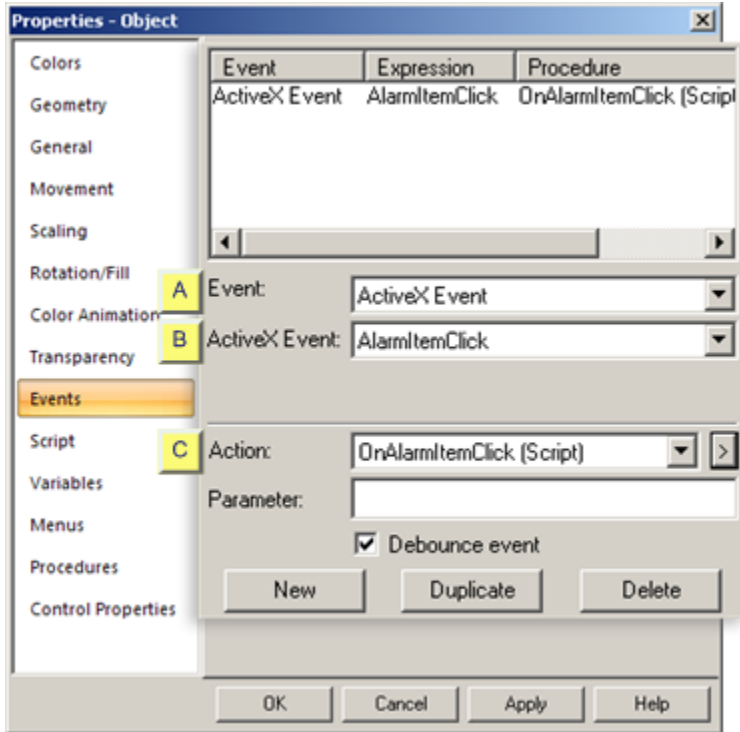 Properties - Object
Colors
Geometry
General
Movement
Scaling
Rotation/Fill
Color Animation
Transparency
Events
Script
Variables
Menus
Procedures
Control Properties
Event Expression Procedure
ActiveX Event AlarmItemClick OnAlarmItemClick (Script
A Event: ActiveX Event
B ActiveX Event: AlarmItemClick
C Action: OnAlarmItemClick (Script) >
Parameter:
Debounce event
New Duplicate Delete
OK Cancel Apply Help